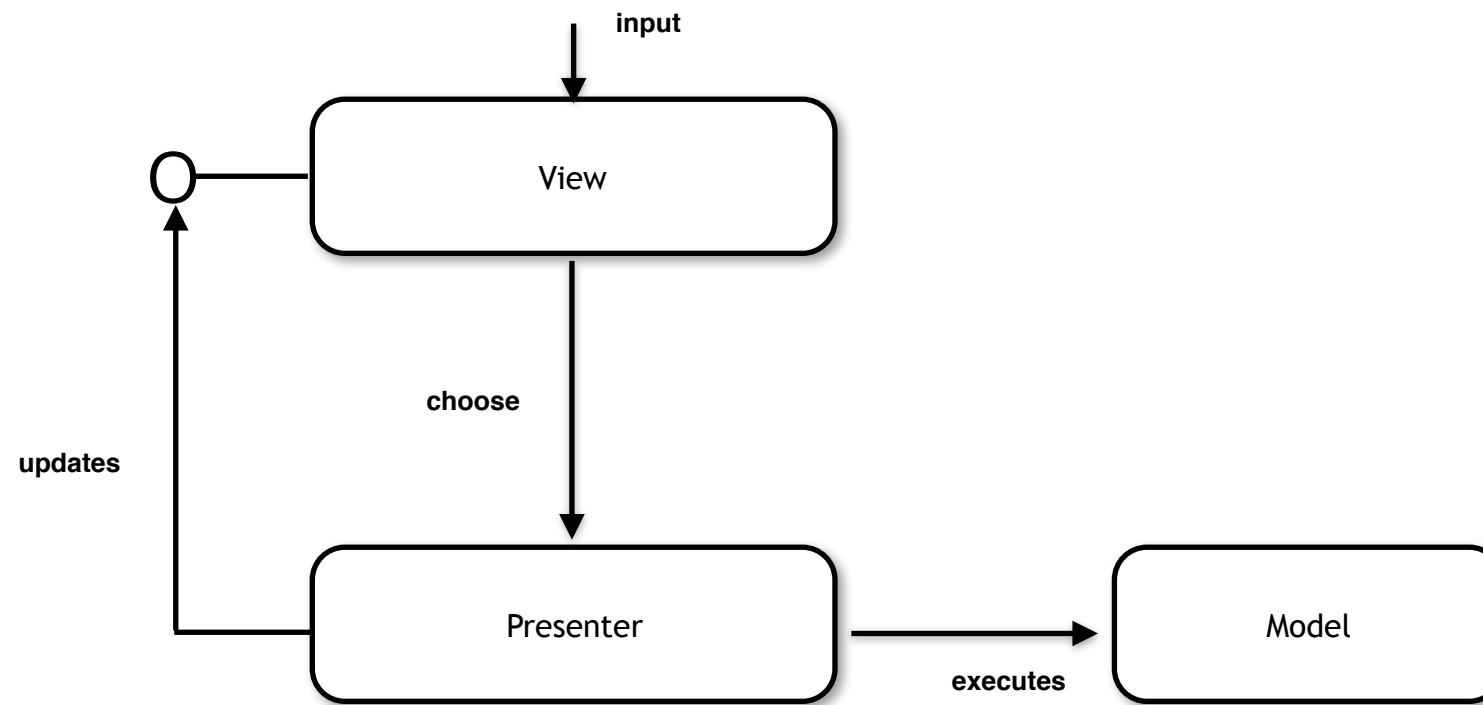 input
View
choose
updates
Presenter
Model
executes